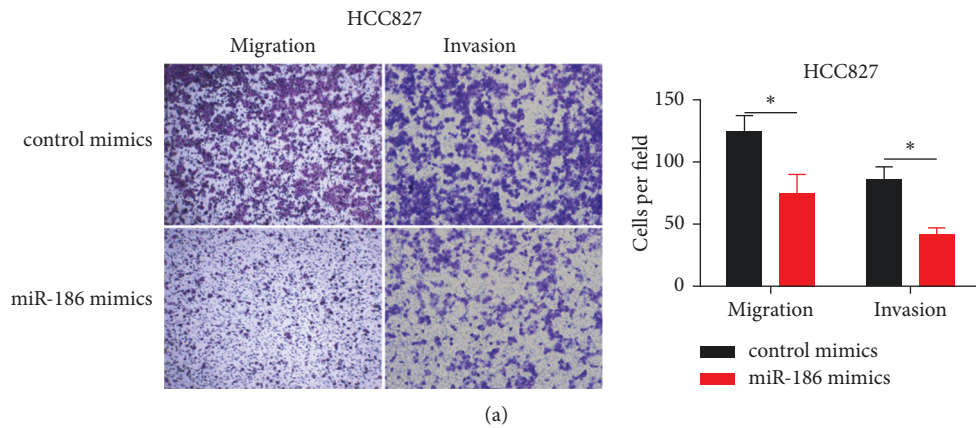 HCC827
Migration Invasion
control mimics
miR-186 mimics
HCC827
Cells per field
150
100
50
0
*
*
Migration Invasion
control mimics
miR-186 mimics
(a)